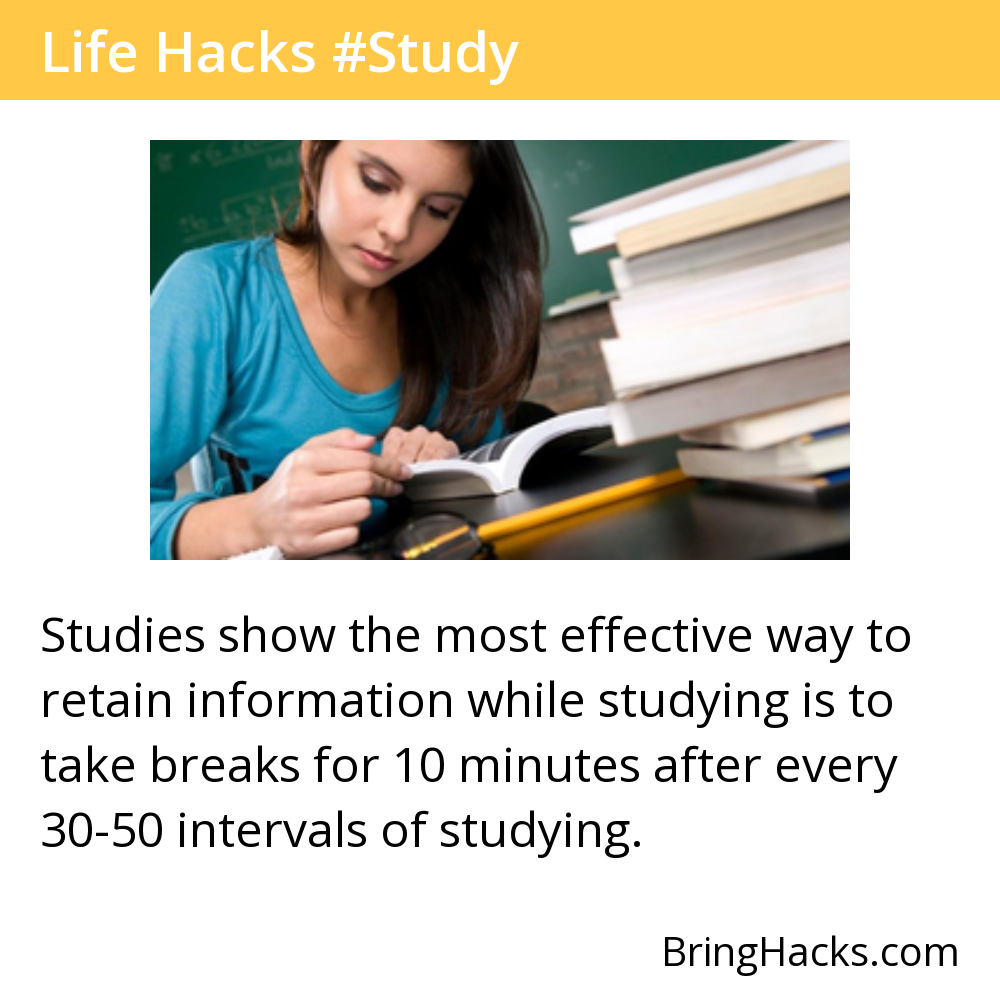 Life Hacks #Study
Studies show the most effective way to
retain information while studying is to
take breaks for 10 minutes after every
30-50 intervals of studying.
BringHacks.com